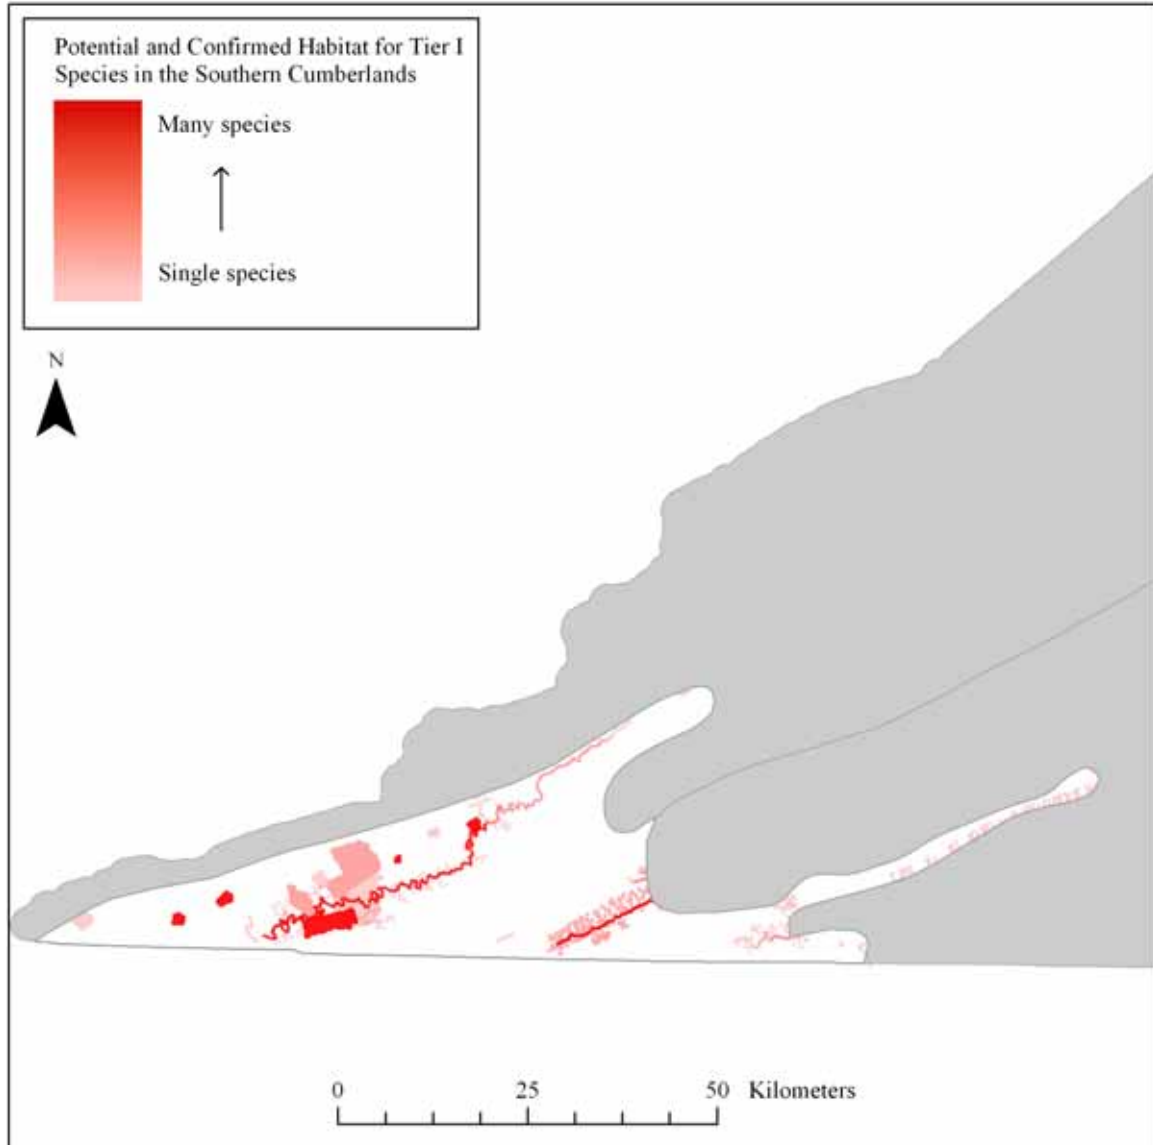 Potential and Confirmed Habitat for Tier I
Species in the Southern Cumberlands
Many species
Single species
N
0 25 50 Kilometers